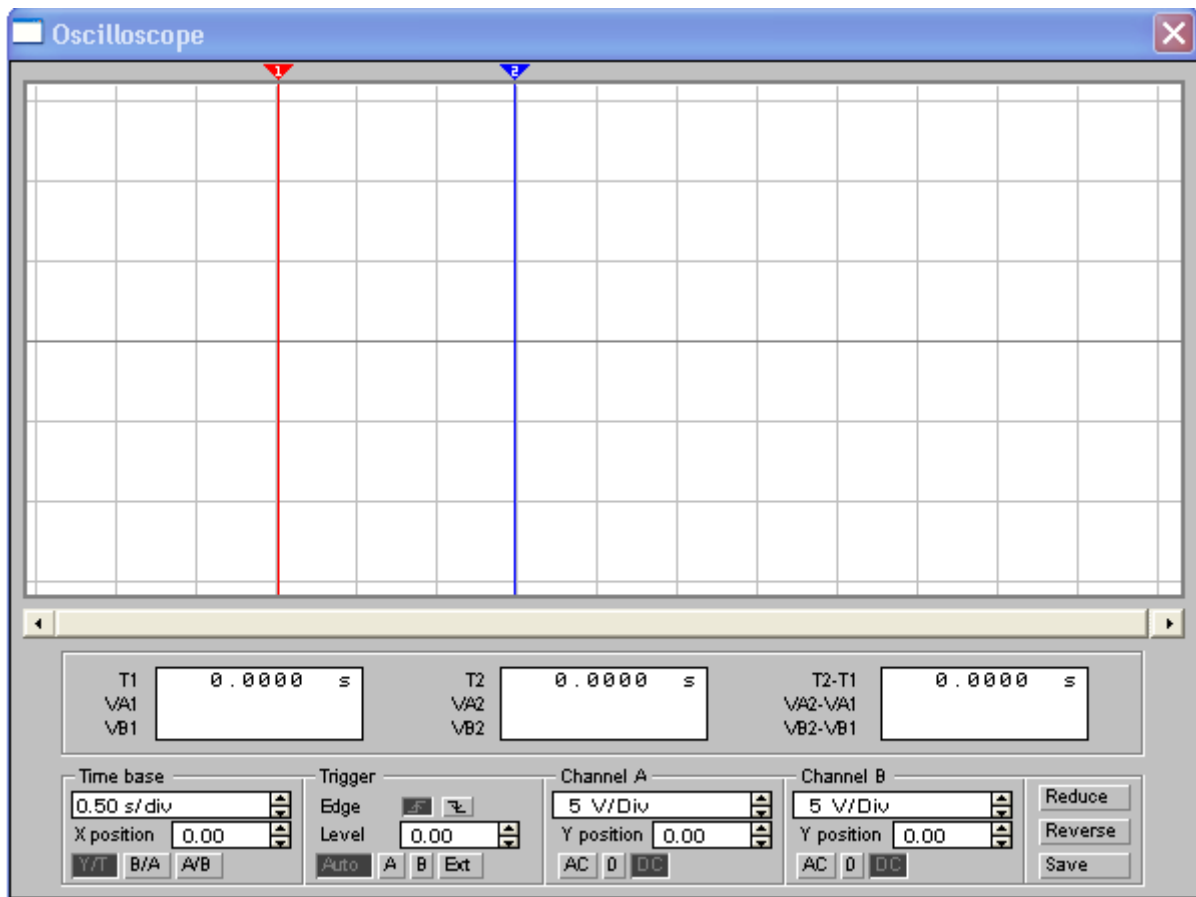 Oscilloscope
1 2
T1 0.0000 s T2 0.0000 s T2-T1 0.0000 s
VA1 VA2 VA2-VA1
VB1 VB2 VB2-VB1
Time base Trigger Channel A Channel B
0.50 s/div Edge 5 V/Div 5 V/Div Reduce
X position 0.00 Level 0.00 Y position 0.00 Y position 0.00 Reverse
Y/T B/A A/B Auto A B Ext AC 0 DC AC 0 DC Save